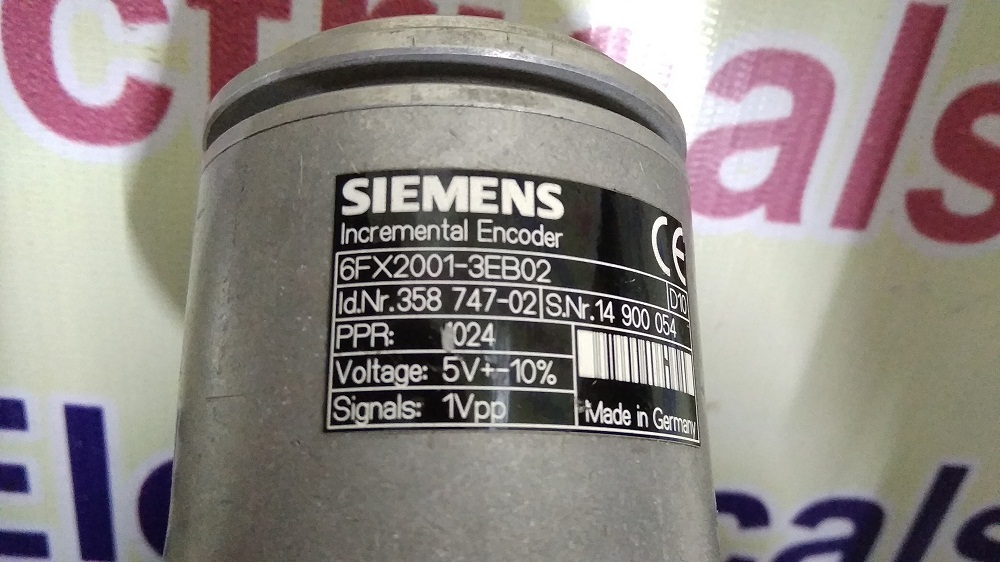 SIEMENS
Incremental Encoder
CE
6FX2001-3EB02
D10
Id.Nr.358 747-02 S.Nr.14 900 054
PPR: 1024
Voltage: 5V+-10%
Signals: 1Vpp
Made in Germany